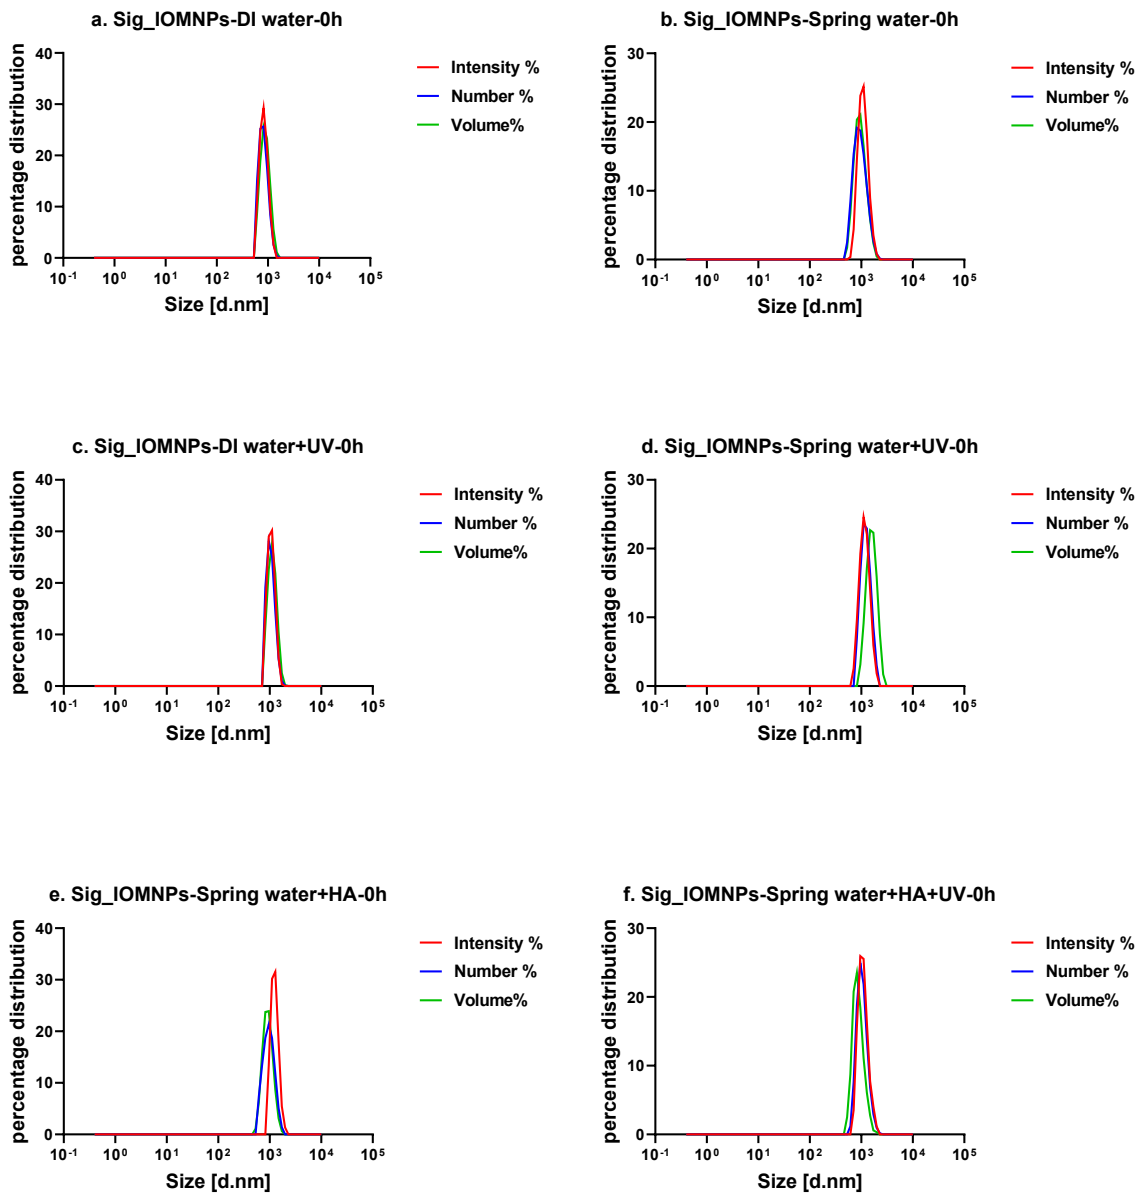 a. Sig_IOMNPs-DI water-0h
percentage distribution
40
30
20
10
0
10⁻¹ 10⁰ 10¹ 10² 10³ 10⁴ 10⁵
Size [d.nm]
Intensity %
Number %
Volume%
b. Sig_IOMNPs-Spring water-0h
percentage distribution
30
20
10
0
10⁻¹ 10⁰ 10¹ 10² 10³ 10⁴ 10⁵
Size [d.nm]
Intensity %
Number %
Volume%
c. Sig_IOMNPs-DI water+UV-0h
percentage distribution
40
30
20
10
0
10⁻¹ 10⁰ 10¹ 10² 10³ 10⁴ 10⁵
Size [d.nm]
Intensity %
Number %
Volume%
d. Sig_IOMNPs-Spring water+UV-0h
percentage distribution
30
20
10
0
10⁻¹ 10⁰ 10¹ 10² 10³ 10⁴ 10⁵
Size [d.nm]
Intensity %
Number %
Volume%
e. Sig_IOMNPs-Spring water+HA-0h
percentage distribution
40
30
20
10
0
10⁻¹ 10⁰ 10¹ 10² 10³ 10⁴ 10⁵
Size [d.nm]
Intensity %
Number %
Volume%
f. Sig_IOMNPs-Spring water+HA+UV-0h
percentage distribution
30
20
10
0
10⁻¹ 10⁰ 10¹ 10² 10³ 10⁴ 10⁵
Size [d.nm]
Intensity %
Number %
Volume%